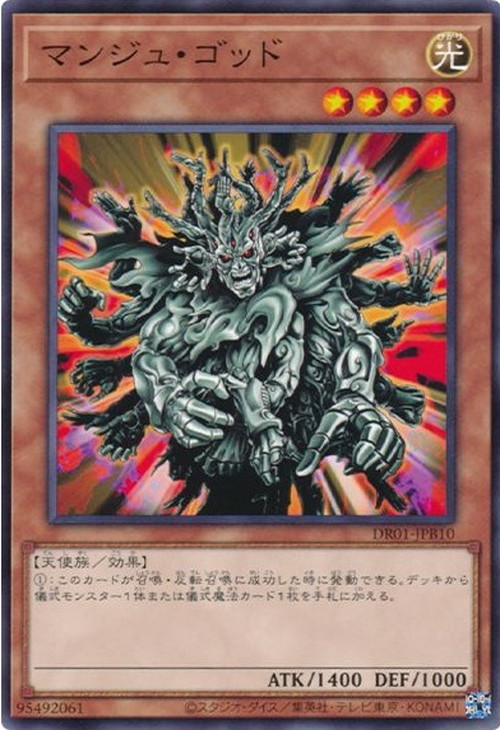 マンジュ・ゴッド
ひかり
光
DR01-JPB10
【天使族／効果】
①：このカードが召喚・反転召喚に成功した時に発動できる。デッキから
儀式モンスター1体または儀式魔法カード1枚を手札に加える。
ATK/1400 DEF/1000
95492061 ©スタジオ・ダイス／集英社・テレビ東京・KONAMI